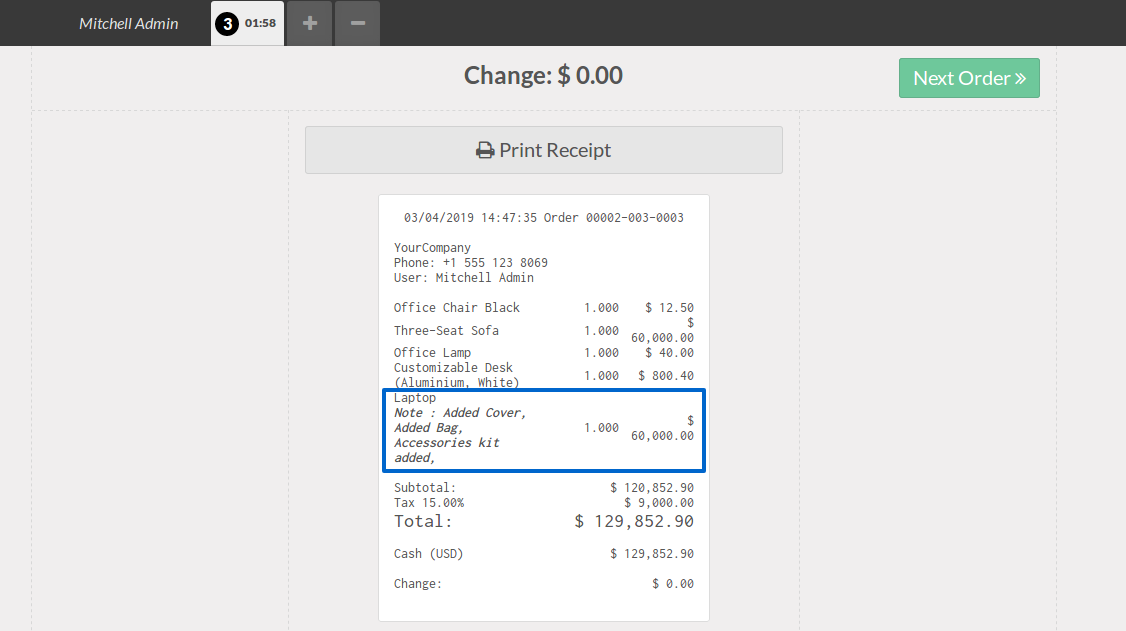 Mitchell Admin
3 01:58
Change: $ 0.00
Next Order »
Print Receipt
03/04/2019 14:47:35 Order 00002-003-0003
YourCompany
Phone: +1 555 123 8069
User: Mitchell Admin
Office Chair Black 1.000 $ 12.50
Three-Seat Sofa 1.000 $
60,000.00
Office Lamp 1.000 $ 40.00
Customizable Desk
(Aluminium, White) 1.000 $ 800.40
Laptop
Note : Added Cover,
Added Bag, 1.000 $
60,000.00
Accessories kit
added,
Subtotal: $ 120,852.90
Tax 15.00% $ 9,000.00
Total: $ 129,852.90
Cash (USD) $ 129,852.90
Change: $ 0.00